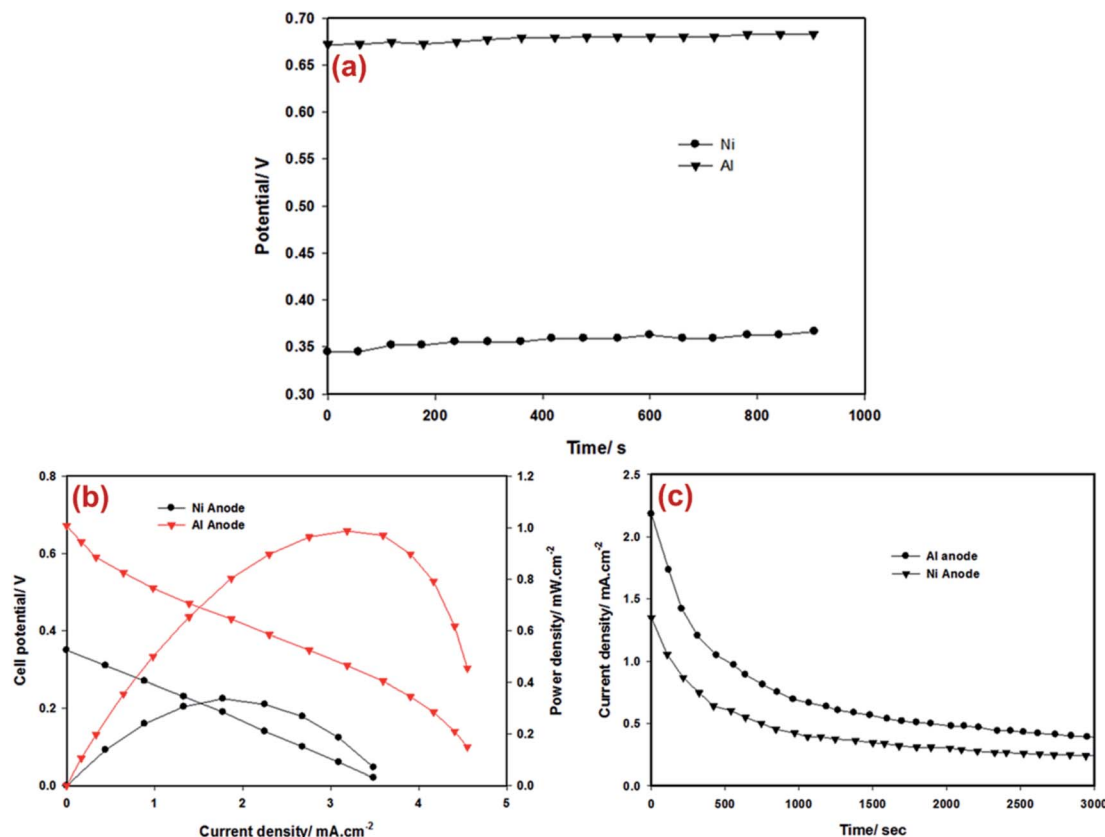 (a)
0.70
0.65
0.60
0.55
0.50
0.45
0.40
0.35
0.30
Potential/ V
Ni
Al
0 200 400 600 800 1000
Time/ s
(b)
0.8
0.6
0.4
0.2
0.0
Cell potential/ V
Ni Anode
Al Anode
1.2
1.0
0.8
0.6
0.4
0.2
0.0
Power density/ mW.cm-2
0 1 2 3 4 5
Current density/ mA.cm-2
(c)
2.5
2.0
1.5
1.0
0.5
0.0
Current density/ mA.cm-2
Al anode
Ni Anode
0 500 1000 1500 2000 2500 3000
Time/ sec